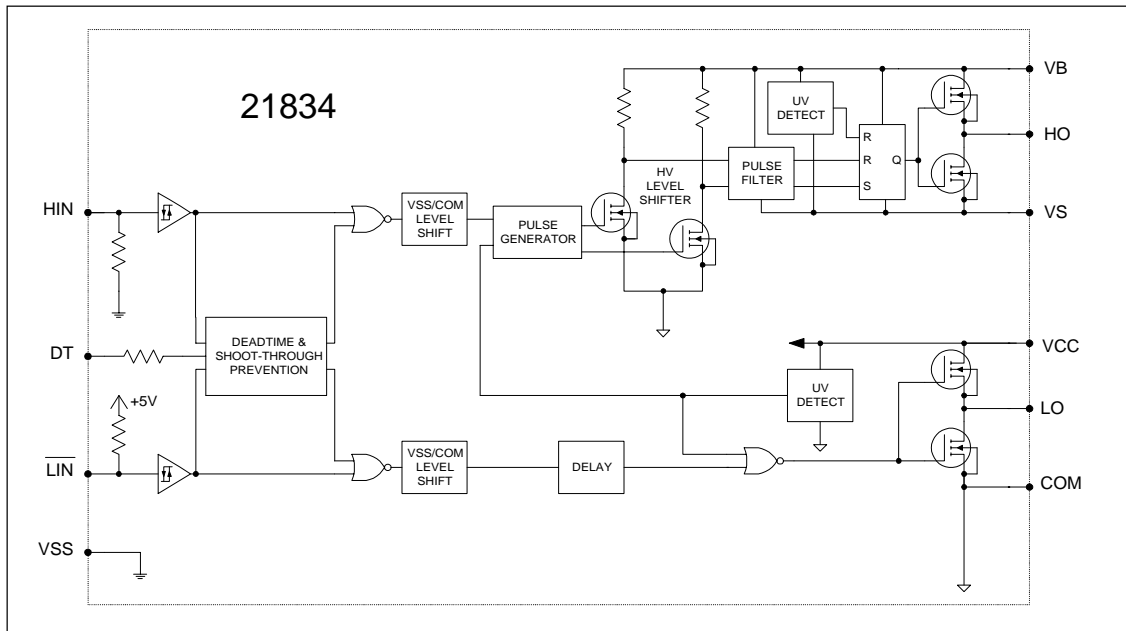 21834
VB
UV
DETECT
HO
R
R
S
Q
PULSE
FILTER
HV
LEVEL
SHIFTER
HIN
VSS/COM
LEVEL
SHIFT
PULSE
GENERATOR
VS
DEADTIME &
SHOOT-THROUGH
PREVENTION
DT
VCC
UV
DETECT
+5V
LO
LIN
VSS/COM
LEVEL
SHIFT
DELAY
COM
VSS